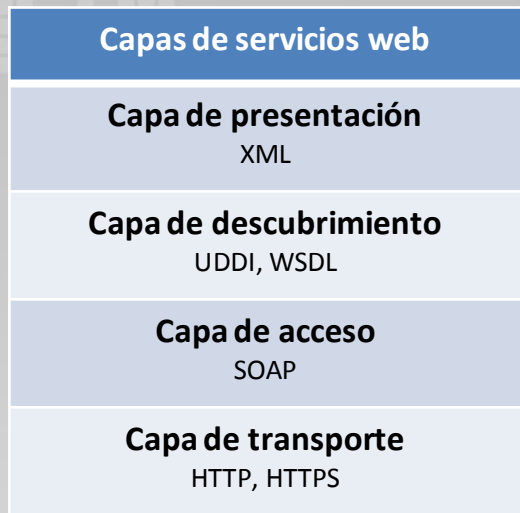 Capas de servicios web
Capa de presentación
XML
Capa de descubrimiento
UDDI, WSDL
Capa de acceso
SOAP
Capa de transporte
HTTP, HTTPS